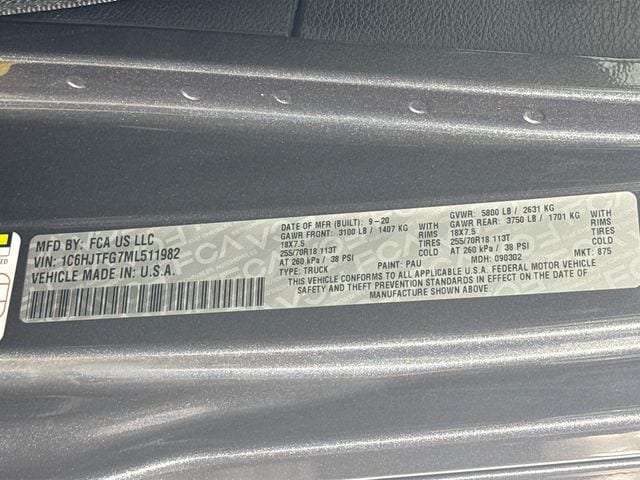 MFD BY: FCA US LLC
VIN: 1C6HJTFG7ML511982
VEHICLE MADE IN U.S.A.
DATE OF MFR (BUILT): 9-20 GVWR: 5800 LB / 2631 KG
GAWR FRONT: 3100 LB / 1407 KG WITH GAWR REAR: 3750 LB / 1701 KG WITH
18X7.5 RIMS 18X7.5 RIMS
255/70R18 113T TIRES 255/70R18 113T TIRES
AT 260 kPa / 38 PSI COLD AT 260 kPa / 38 PSI COLD
TYPE: TRUCK PAINT: PAU MDH: 090302 MKT: 875
THIS VEHICLE CONFORMS TO ALL U.S.A. FEDERAL MOTOR VEHICLE
SAFETY AND THEFT PREVENTION STANDARDS IN EFFECT ON THE
DATE OF MANUFACTURE SHOWN ABOVE.